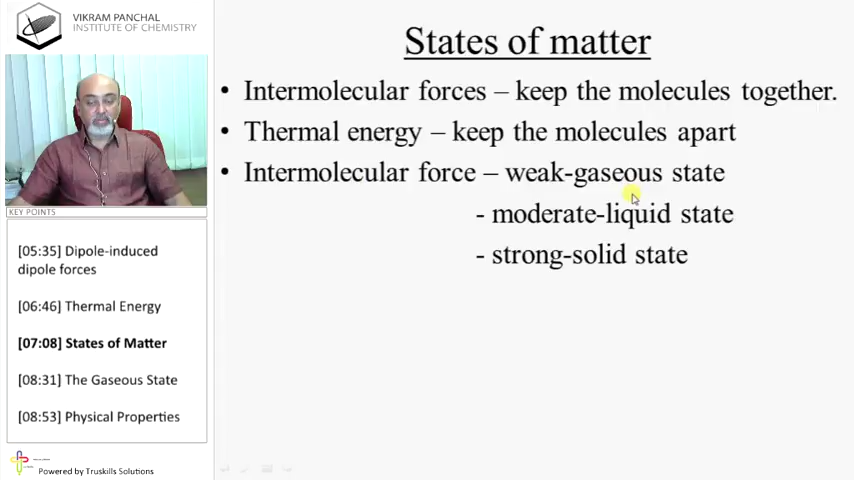 VIKRAM PANCHAL
INSTITUTE OF CHEMISTRY
KEY POINTS
[05:35] Dipole-induced
dipole forces
[06:46] Thermal Energy
[07:08] States of Matter
[08:31] The Gaseous State
[08:53] Physical Properties
Powered by Truskills Solutions
States of matter
• Intermolecular forces – keep the molecules together.
• Thermal energy – keep the molecules apart
• Intermolecular force – weak-gaseous state
- moderate-liquid state
- strong-solid state